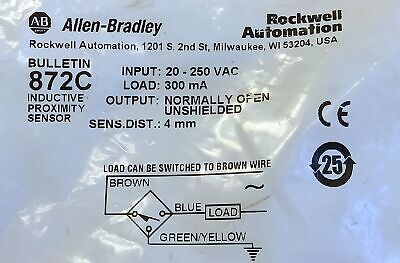 AB
Allen-Bradley
Rockwell
Automation
Rockwell Automation, 1201 S. 2nd St, Milwaukee, WI 53204, USA
BULLETIN
872C
INDUCTIVE
PROXIMITY
SENSOR
INPUT: 20 - 250 VAC
LOAD: 300 mA
OUTPUT: NORMALLY OPEN
UNSHIELDED
SENS.DIST.: 4 mm
CE
25
LOAD CAN BE SWITCHED TO BROWN WIRE
BROWN
~
BLUE
LOAD
GREEN/YELLOW